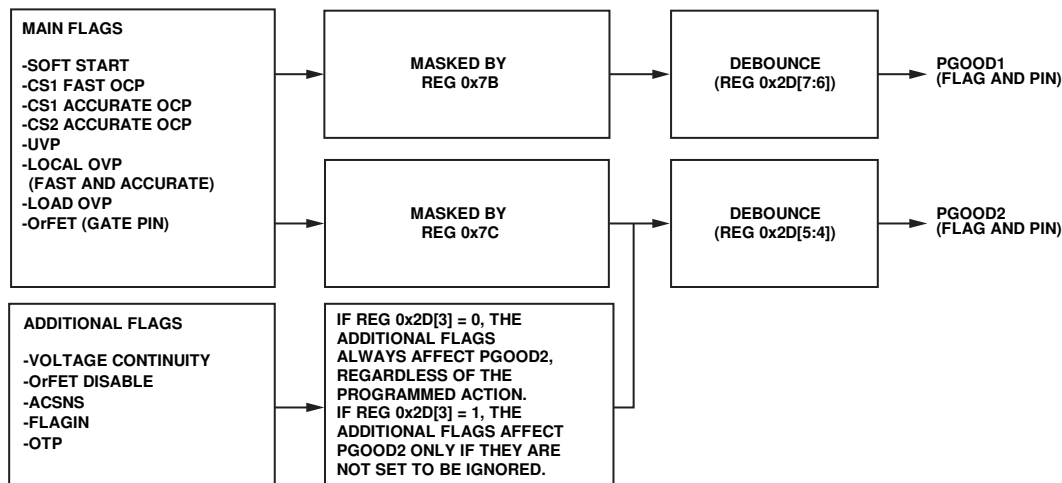 MAIN FLAGS
-SOFT START
-CS1 FAST OCP
-CS1 ACCURATE OCP
-CS2 ACCURATE OCP
-UVP
-LOCAL OVP
(FAST AND ACCURATE)
-LOAD OVP
-OrFET (GATE PIN)
MASKED BY
REG 0x7B
DEBOUNCE
(REG 0x2D[7:6])
PGOOD1
(FLAG AND PIN)
MASKED BY
REG 0x7C
DEBOUNCE
(REG 0x2D[5:4])
PGOOD2
(FLAG AND PIN)
ADDITIONAL FLAGS
-VOLTAGE CONTINUITY
-OrFET DISABLE
-ACSNS
-FLAGIN
-OTP
IF REG 0x2D[3] = 0, THE
ADDITIONAL FLAGS
ALWAYS AFFECT PGOOD2,
REGARDLESS OF THE
PROGRAMMED ACTION.
IF REG 0x2D[3] = 1, THE
ADDITIONAL FLAGS AFFECT
PGOOD2 ONLY IF THEY ARE
NOT SET TO BE IGNORED.